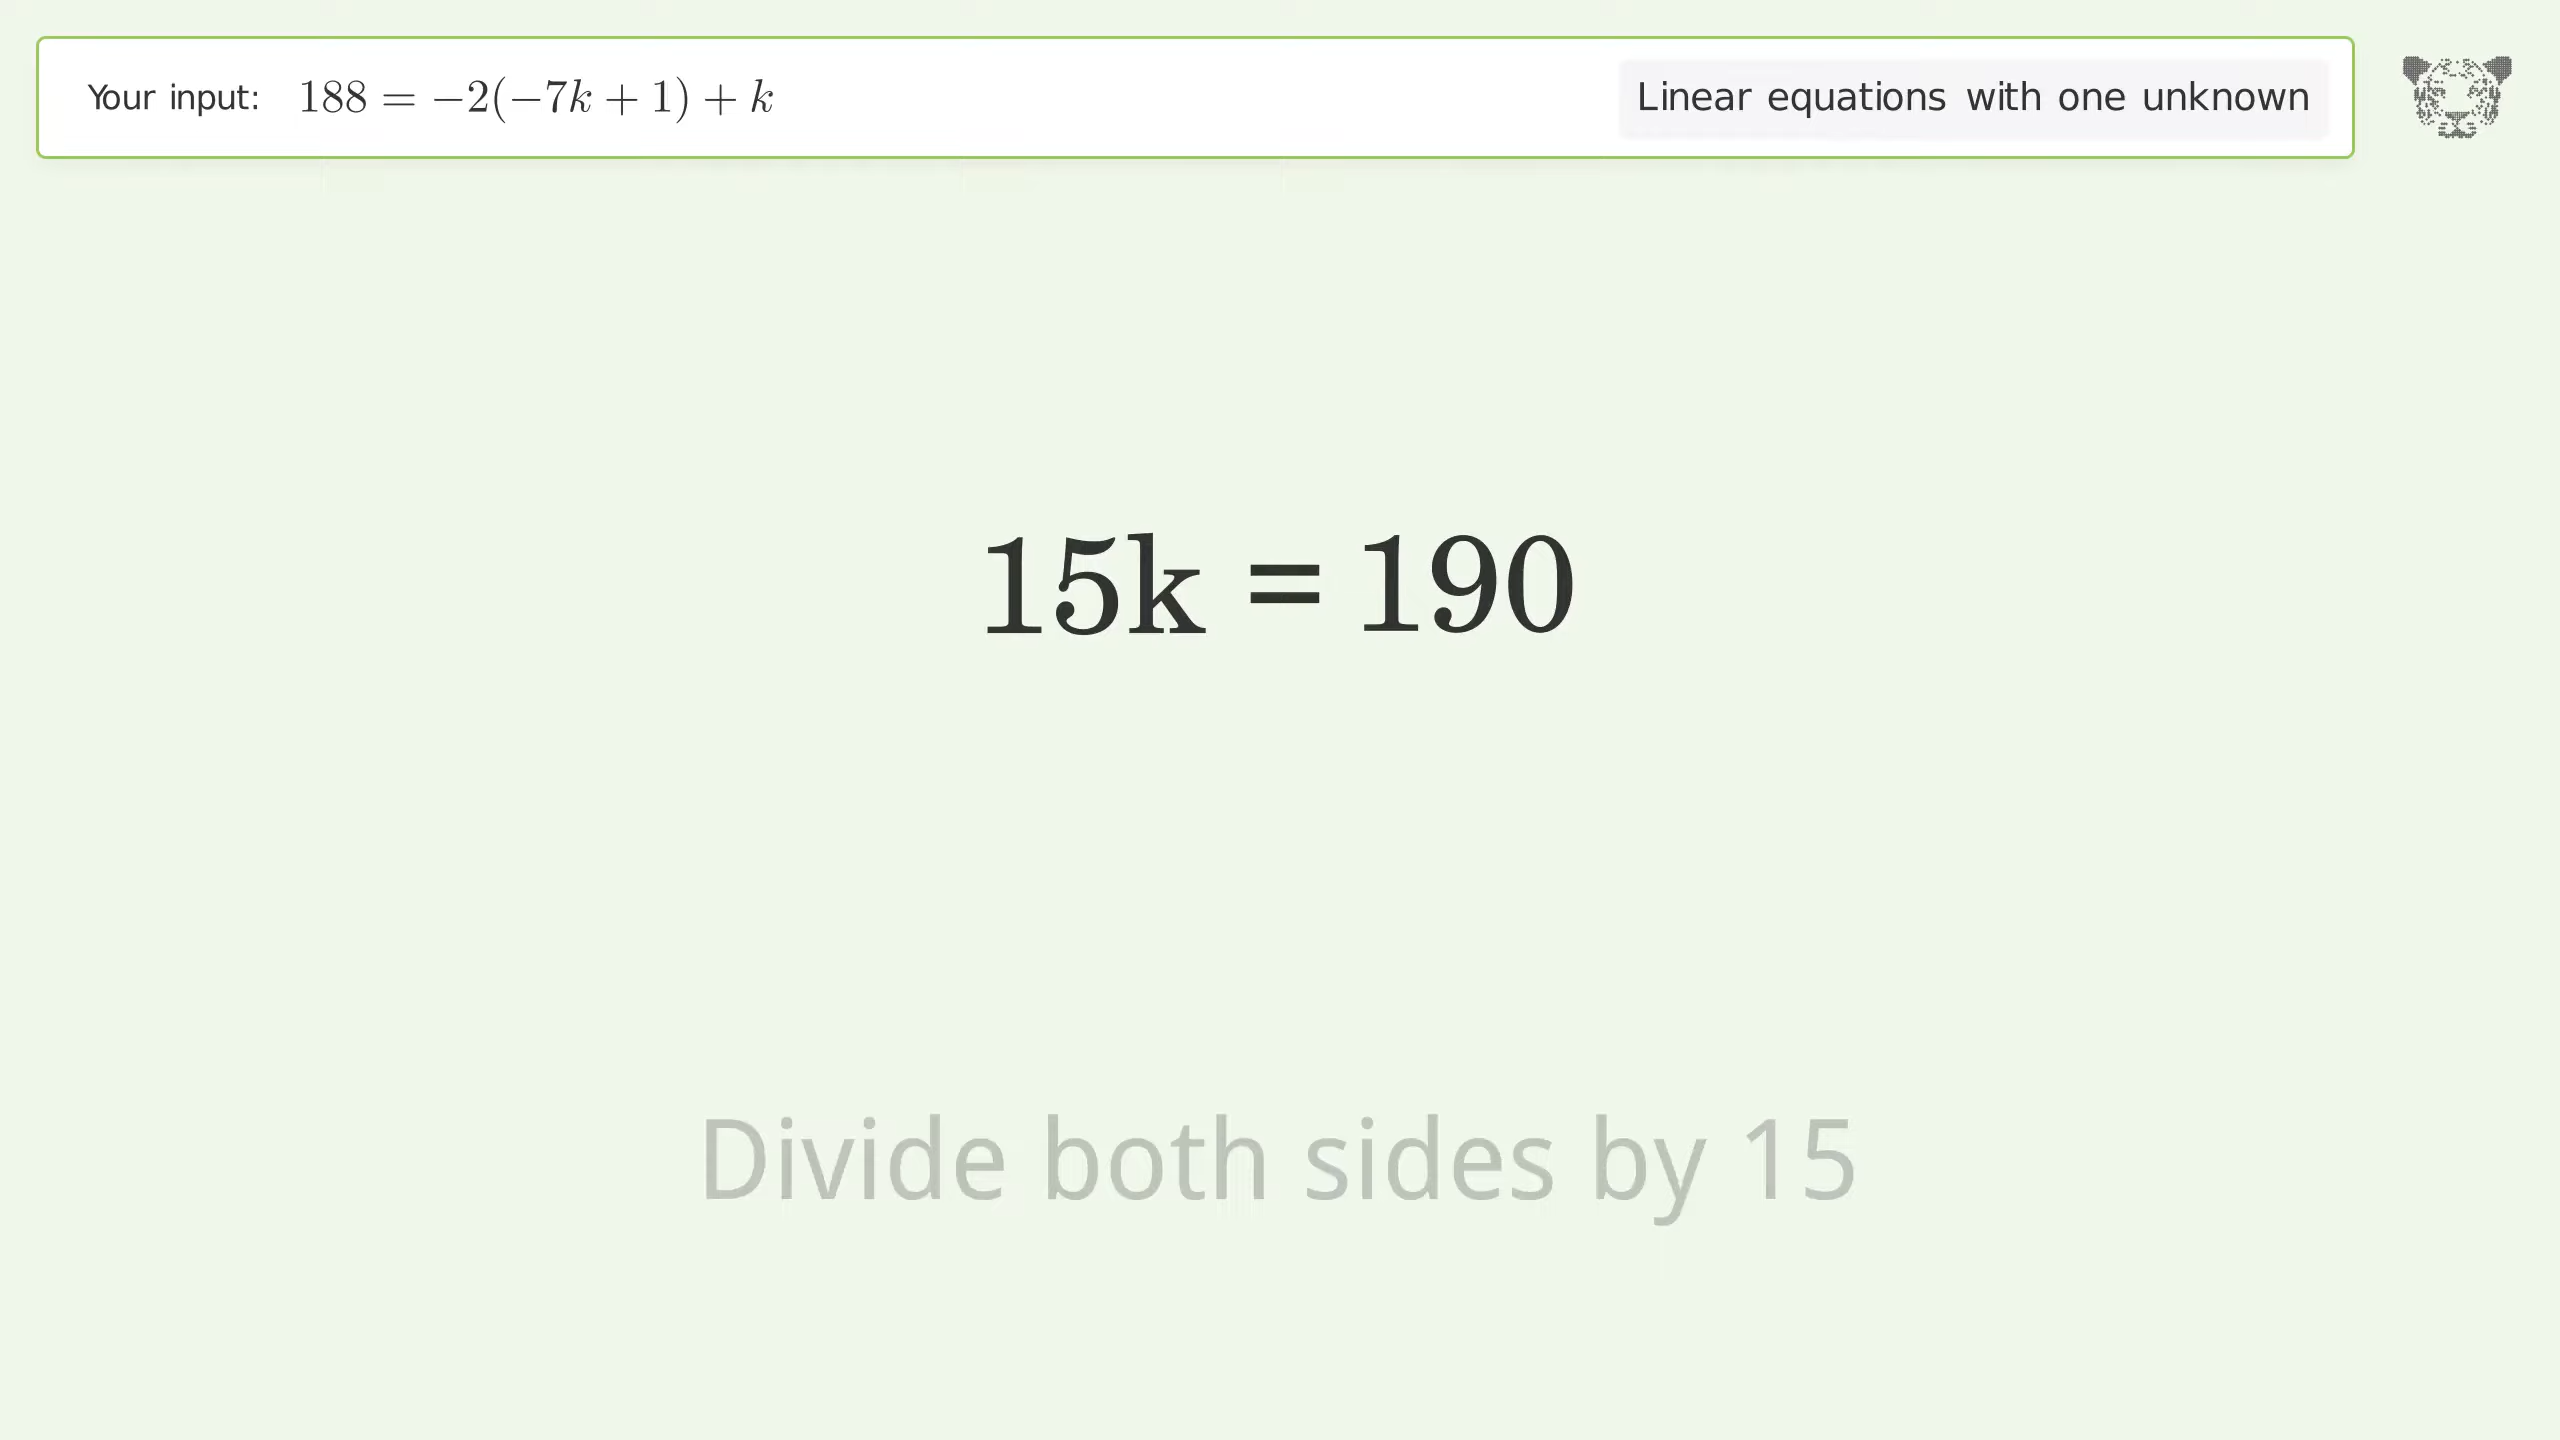 Your input: 188 = −2(−7k + 1) + k
Linear equations with one unknown
15k = 190
Divide both sides by 15